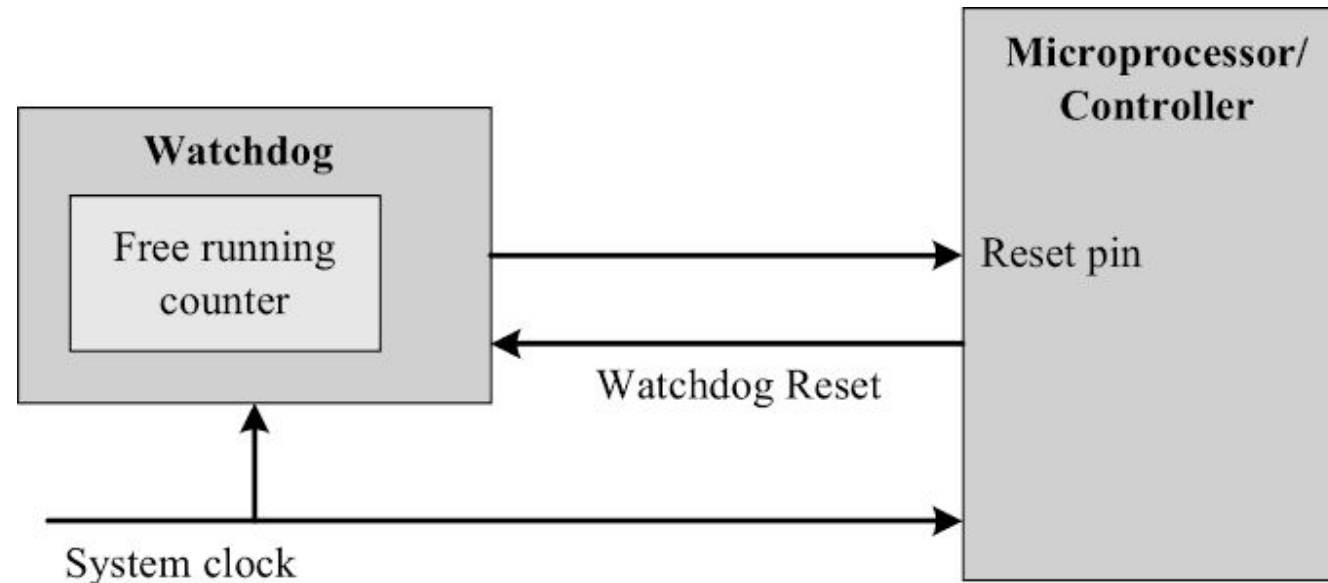 Microprocessor/
Controller
Watchdog
Free running
counter
Reset pin
Watchdog Reset
System clock